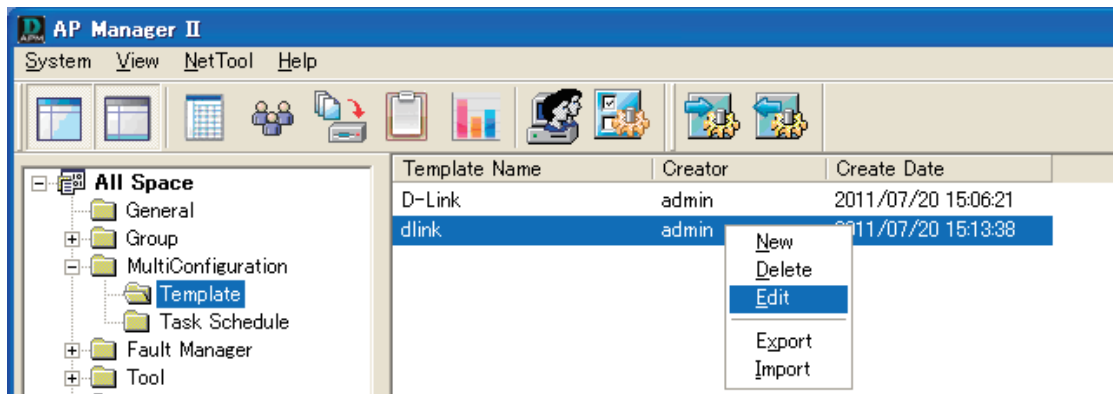 AP Manager II
System View NetTool Help
All Space
General
Group
MultiConfiguration
Template
Task Schedule
Fault Manager
Tool
Template Name Creator Create Date
D-Link admin 2011/07/20 15:06:21
dlink admin 2011/07/20 15:13:38
New
Delete
Edit
Export
Import